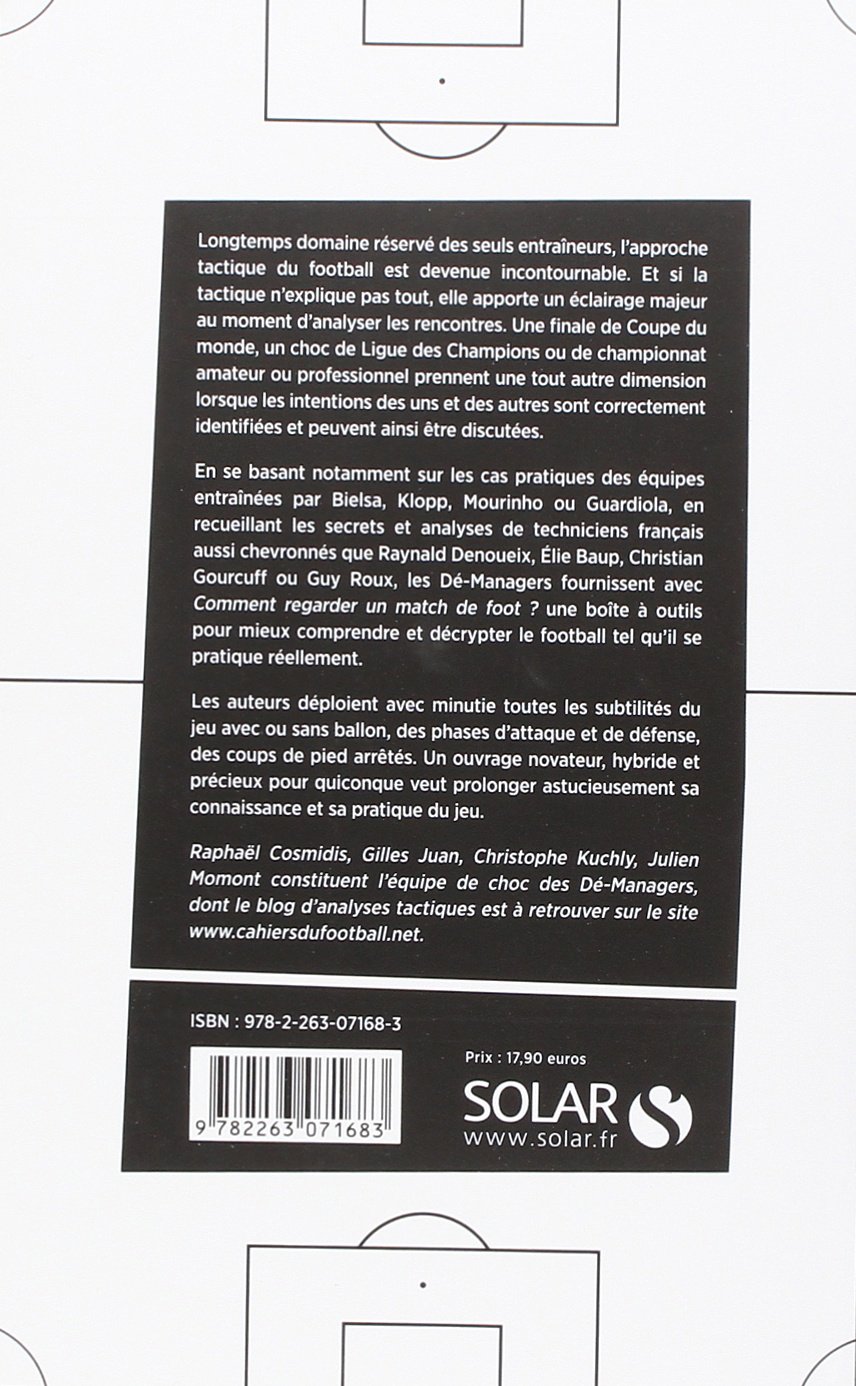 Longtemps domaine réservé des seuls entraîneurs, l'approche
tactique du football est devenue incontournable. Et si la
tactique n'explique pas tout, elle apporte un éclairage majeur
au moment d'analyser les rencontres. Une finale de Coupe du
monde, un choc de Ligue des Champions ou de championnat
amateur ou professionnel prennent une tout autre dimension
lorsque les intentions des uns et des autres sont correctement
identifiées et peuvent ainsi être discutées.
En se basant notamment sur les cas pratiques des équipes
entraînées par Bielsa, Klopp, Mourinho ou Guardiola, en
recueillant les secrets et analyses de techniciens français
aussi chevronnés que Raynald Denoueix, Élie Baup, Christian
Gourcuff ou Guy Roux, les Dé-Managers fournissent avec
Comment regarder un match de foot ? une boîte à outils
pour mieux comprendre et décrypter le football tel qu'il se
pratique réellement.
Les auteurs déploient avec minutie toutes les subtilités du
jeu avec ou sans ballon, des phases d'attaque et de défense,
des coups de pied arrêtés. Un ouvrage novateur, hybride et
précieux pour quiconque veut prolonger astucieusement sa
connaissance et sa pratique du jeu.
Raphaël Cosmidis, Gilles Juan, Christophe Kuchly, Julien
Momont constituent l'équipe de choc des Dé-Managers,
dont le blog d'analyses tactiques est à retrouver sur le site
www.cahiersdufootball.net.
ISBN : 978-2-263-07168-3
9 782263 071683
Prix : 17,90 euros
SOLAR
www.solar.fr